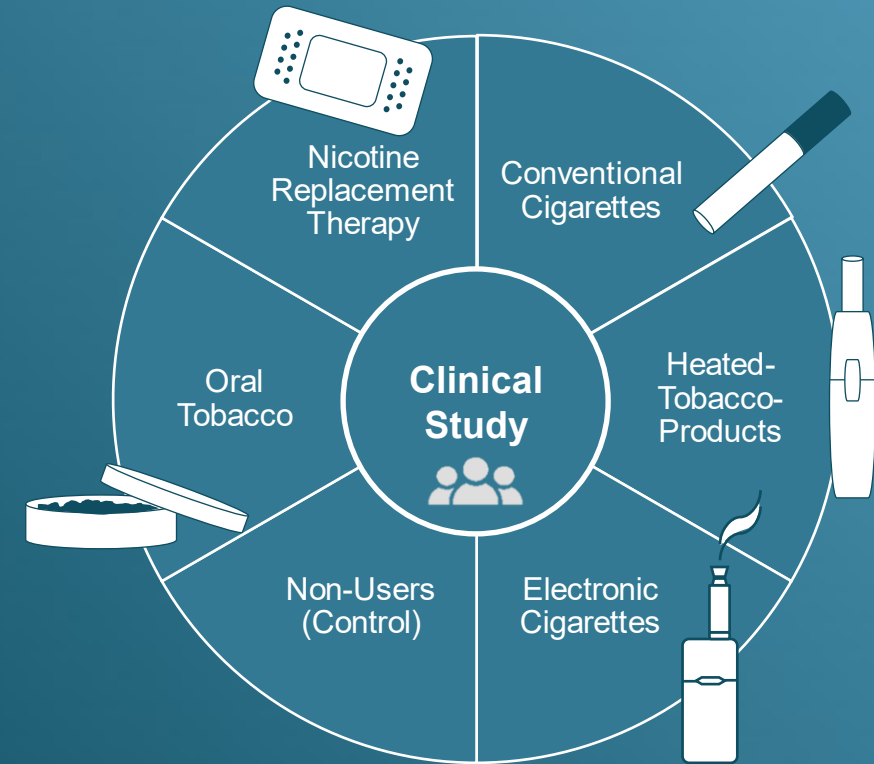 Nicotine
Replacement
Therapy
Conventional
Cigarettes
Heated-
Tobacco-
Products
Oral
Tobacco
Clinical
Study
Non-Users
(Control)
Electronic
Cigarettes